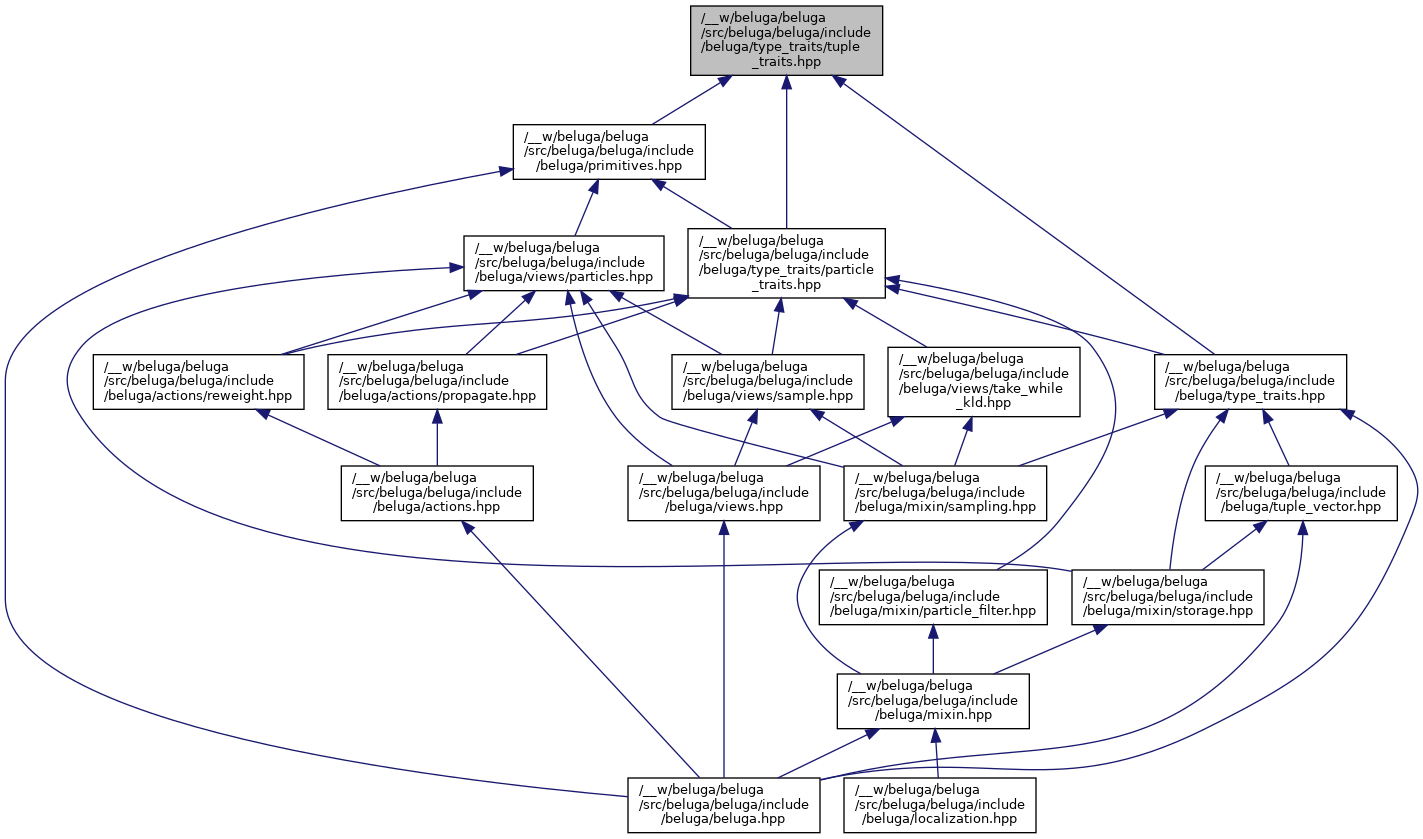 /__w/beluga/beluga
/src/beluga/beluga/include
/beluga/type_traits/tuple
_traits.hpp
/__w/beluga/beluga
/src/beluga/beluga/include
/beluga/primitives.hpp
/__w/beluga/beluga
/src/beluga/beluga/include
/beluga/views/particles.hpp
/__w/beluga/beluga
/src/beluga/beluga/include
/beluga/type_traits/particle
_traits.hpp
/__w/beluga/beluga
/src/beluga/beluga/include
/beluga/actions/reweight.hpp
/__w/beluga/beluga
/src/beluga/beluga/include
/beluga/actions/propagate.hpp
/__w/beluga/beluga
/src/beluga/beluga/include
/beluga/views/sample.hpp
/__w/beluga/beluga
/src/beluga/beluga/include
/beluga/views/take_while
_kld.hpp
/__w/beluga/beluga
/src/beluga/beluga/include
/beluga/type_traits.hpp
/__w/beluga/beluga
/src/beluga/beluga/include
/beluga/actions.hpp
/__w/beluga/beluga
/src/beluga/beluga/include
/beluga/views.hpp
/__w/beluga/beluga
/src/beluga/beluga/include
/beluga/mixin/sampling.hpp
/__w/beluga/beluga
/src/beluga/beluga/include
/beluga/tuple_vector.hpp
/__w/beluga/beluga
/src/beluga/beluga/include
/beluga/mixin/particle_filter.hpp
/__w/beluga/beluga
/src/beluga/beluga/include
/beluga/mixin/storage.hpp
/__w/beluga/beluga
/src/beluga/beluga/include
/beluga/mixin.hpp
/__w/beluga/beluga
/src/beluga/beluga/include
/beluga/beluga.hpp
/__w/beluga/beluga
/src/beluga/beluga/include
/beluga/localization.hpp